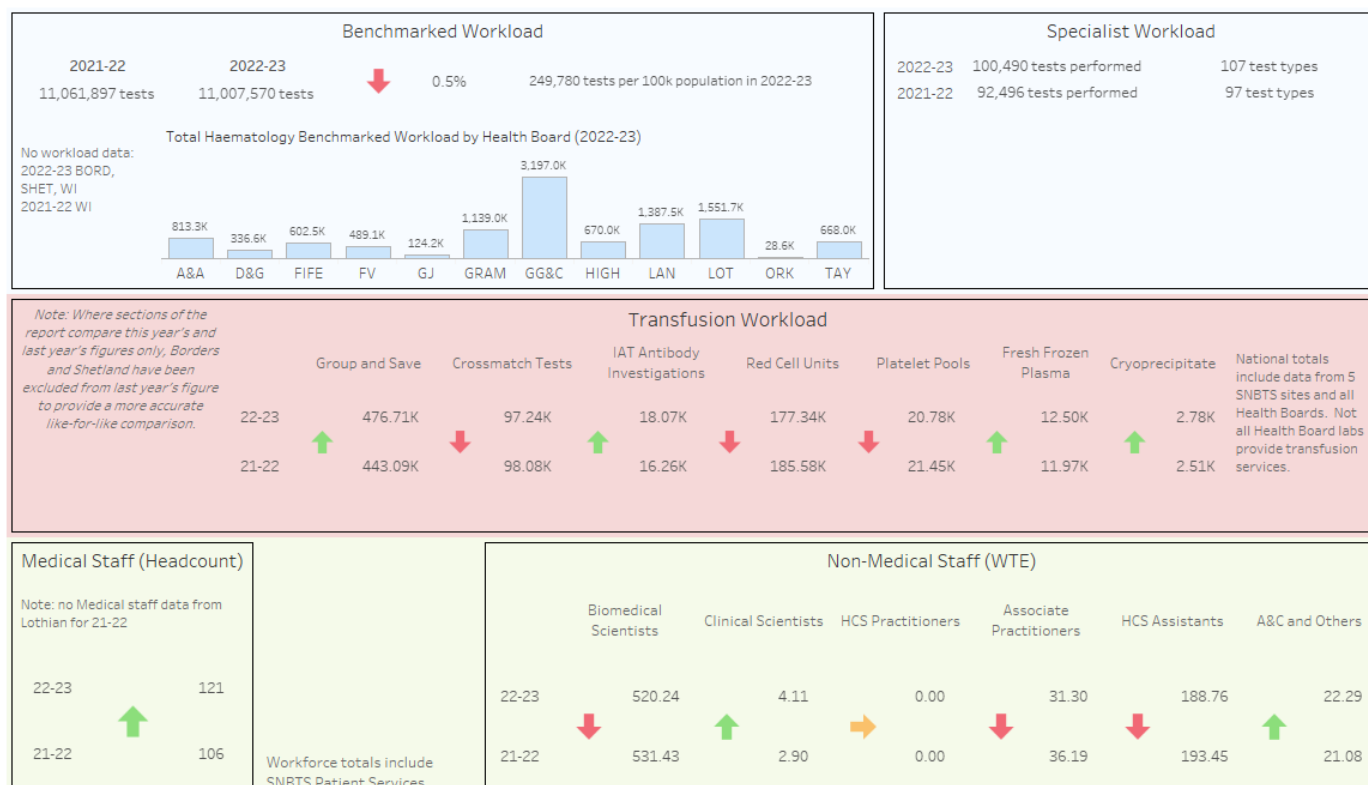 Benchmarked Workload
2021-22
2022-23
0.5%
249,780 tests per 100k population in 2022-23
11,061,897 tests
11,007,570 tests
Total Haematology Benchmarked Workload by Health Board (2022-23)
No workload data:
2022-23 BORD,
SHET, WI
2021-22 WI
813.3K
336.6K
602.5K
489.1K
124.2K
1,139.0K
3,197.0K
670.0K
1,387.5K
1,551.7K
28.6K
668.0K
A&A
D&G
FIFE
FV
GJ
GRAM
GG&C
HIGH
LAN
LOT
ORK
TAY
Specialist Workload
2022-23 100,490 tests performed 107 test types
2021-22 92,496 tests performed 97 test types
Note: Where sections of the
report compare this year's and
last year's figures only, Borders
and Shetland have been
excluded from last year's figure
to provide a more accurate
like-for-like comparison.
Transfusion Workload
Group and Save
Crossmatch Tests
IAT Antibody
Investigations
Red Cell Units
Platelet Pools
Fresh Frozen
Plasma
Cryoprecipitate
22-23 476.71K 97.24K 18.07K 177.34K 20.78K 12.50K 2.78K
21-22 443.09K 98.08K 16.26K 185.58K 21.45K 11.97K 2.51K
National totals
include data from 5
SNBTS sites and all
Health Boards. Not
all Health Board labs
provide transfusion
services.
Medical Staff (Headcount)
Note: no Medical staff data from
Lothian for 21-22
22-23 121
21-22 106
Workforce totals include
SNBTS Patient Services
Non-Medical Staff (WTE)
Biomedical
Scientists
Clinical Scientists
HCS Practitioners
Associate
Practitioners
HCS Assistants
A&C and Others
22-23 520.24 4.11 0.00 31.30 188.76 22.29
21-22 531.43 2.90 0.00 36.19 193.45 21.08